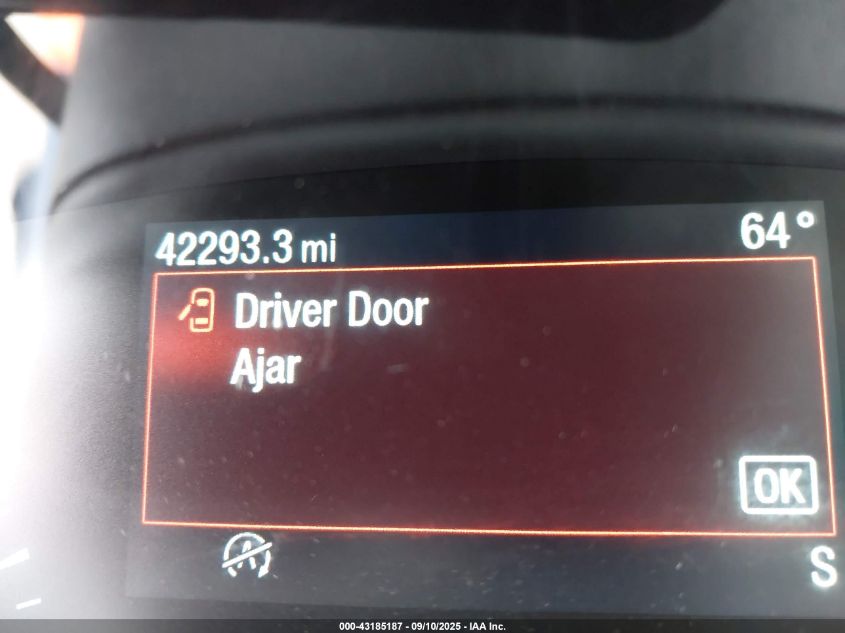 42293.3 mi 64°
Driver Door
Ajar
OK
A
S
000-43185187 - 09/10/2025 - IAA Inc.